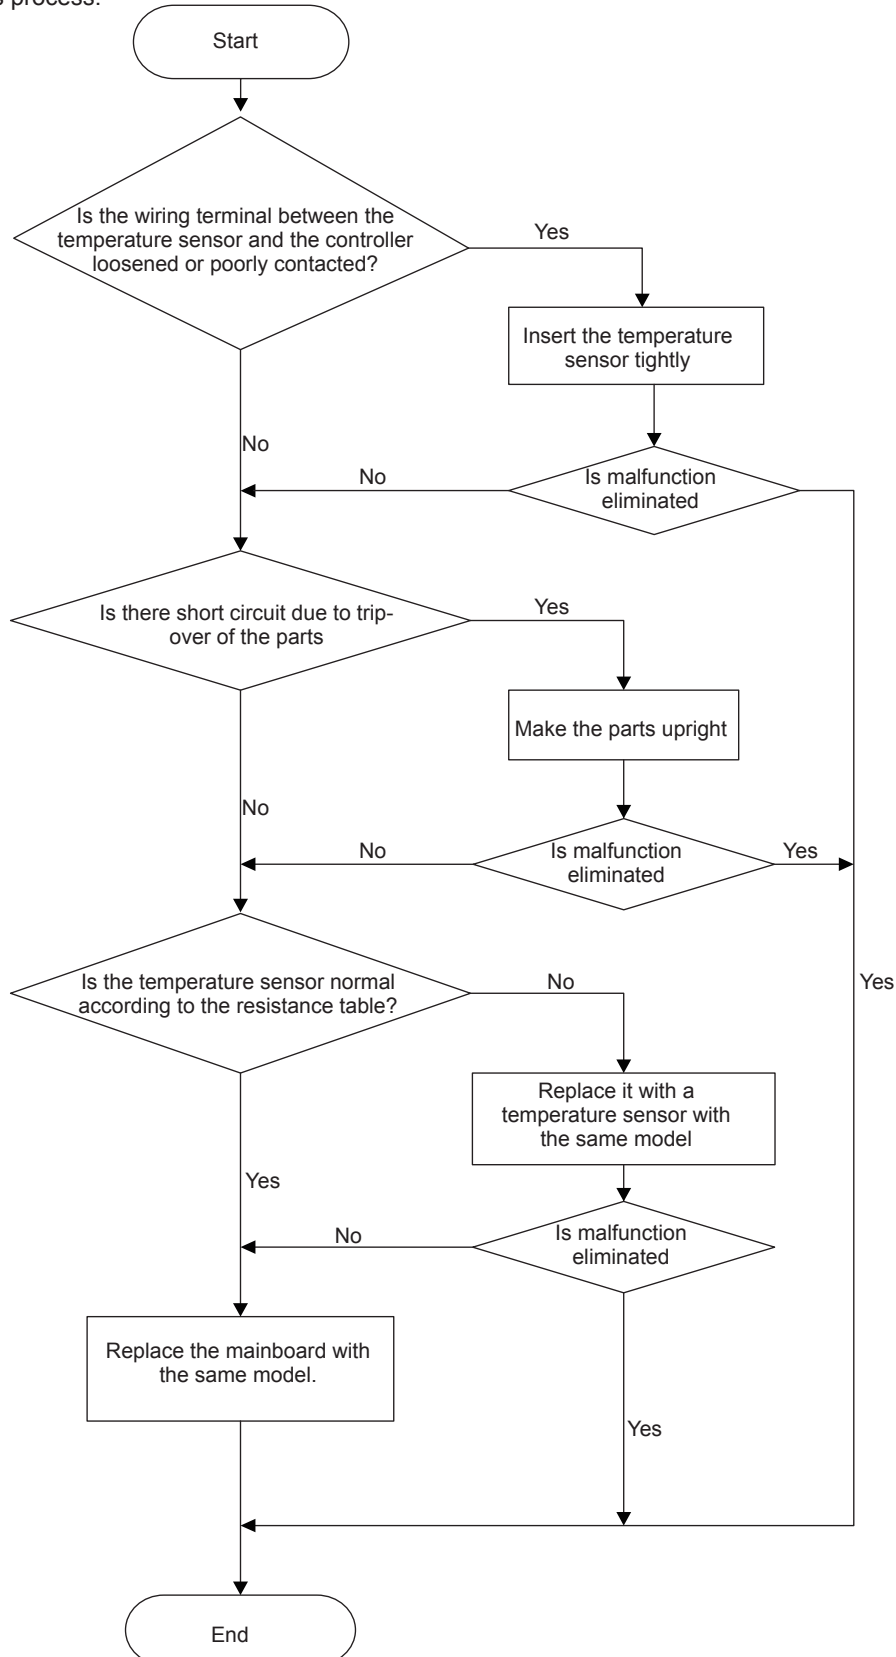 s process.
Start
Is the wiring terminal between the
temperature sensor and the controller
loosened or poorly contacted?
Yes
Insert the temperature
sensor tightly
No
No
Is malfunction
eliminated
Is there short circuit due to trip-
over of the parts
Yes
Make the parts upright
No
No
Is malfunction
eliminated
Yes
Is the temperature sensor normal
according to the resistance table?
No
Yes
Replace it with a
temperature sensor with
the same model
Yes
No
Is malfunction
eliminated
Replace the mainboard with
the same model.
Yes
End